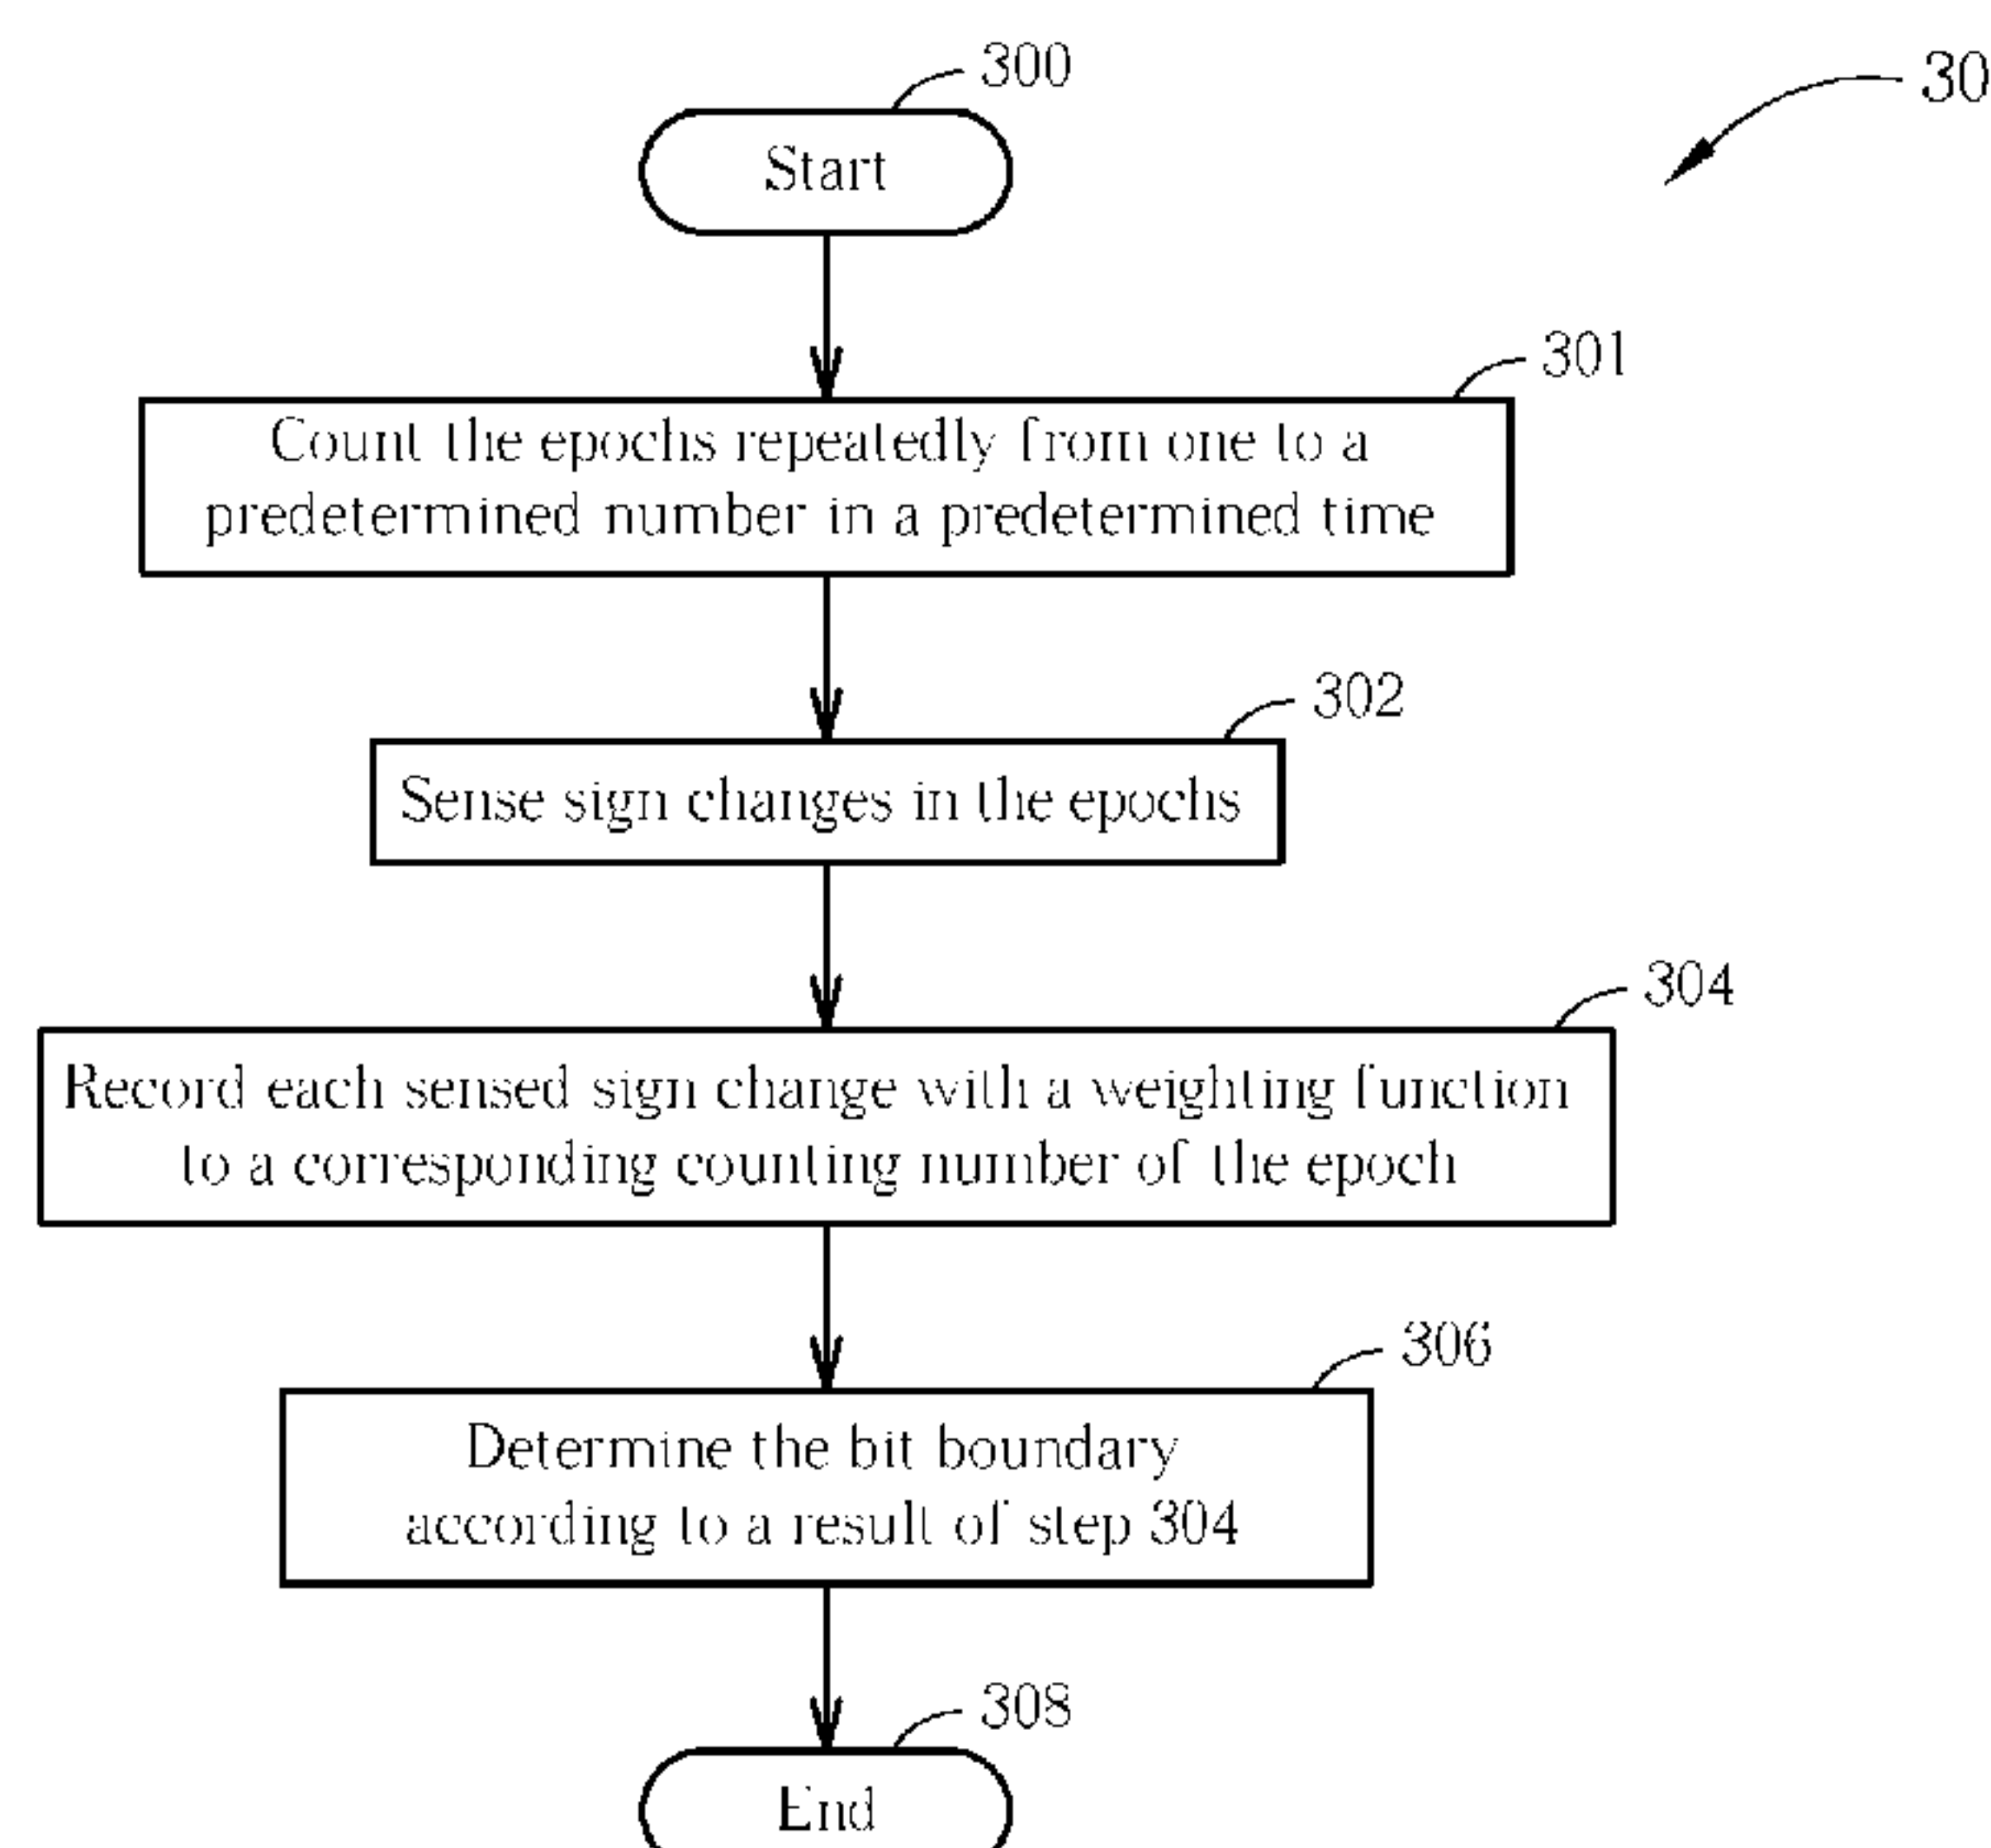 300
30
Start
301
Count the epochs repeatedly from one to a
predetermined number in a predetermined time
302
Sense sign changes in the epochs
304
Record each sensed sign change with a weighting function
to a corresponding counting number of the epoch
306
Determine the bit boundary
according to a result of step 304
308
End